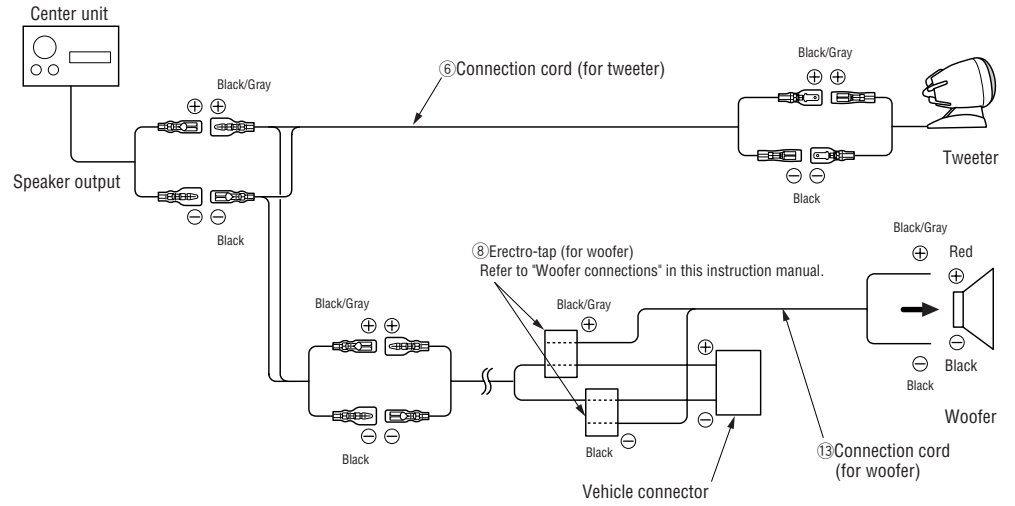 Center unit
Black/Gray
⊕ ⊕
⑥Connection cord (for tweeter)
Black/Gray
⊕ ⊕
Speaker output
⊖ ⊖
Black
⊖ ⊖
Black
Tweeter
⑧Erectro-tap (for woofer)
Refer to "Woofer connections" in this instruction manual.
Black/Gray
⊕
Red
⊕
⊖
Black
⊖
Black
Woofer
Black/Gray
⊕ ⊕
⊖ ⊖
Black
Black/Gray
⊕
⊕
⊖
Black
⊖
Vehicle connector
⑬Connection cord
(for woofer)